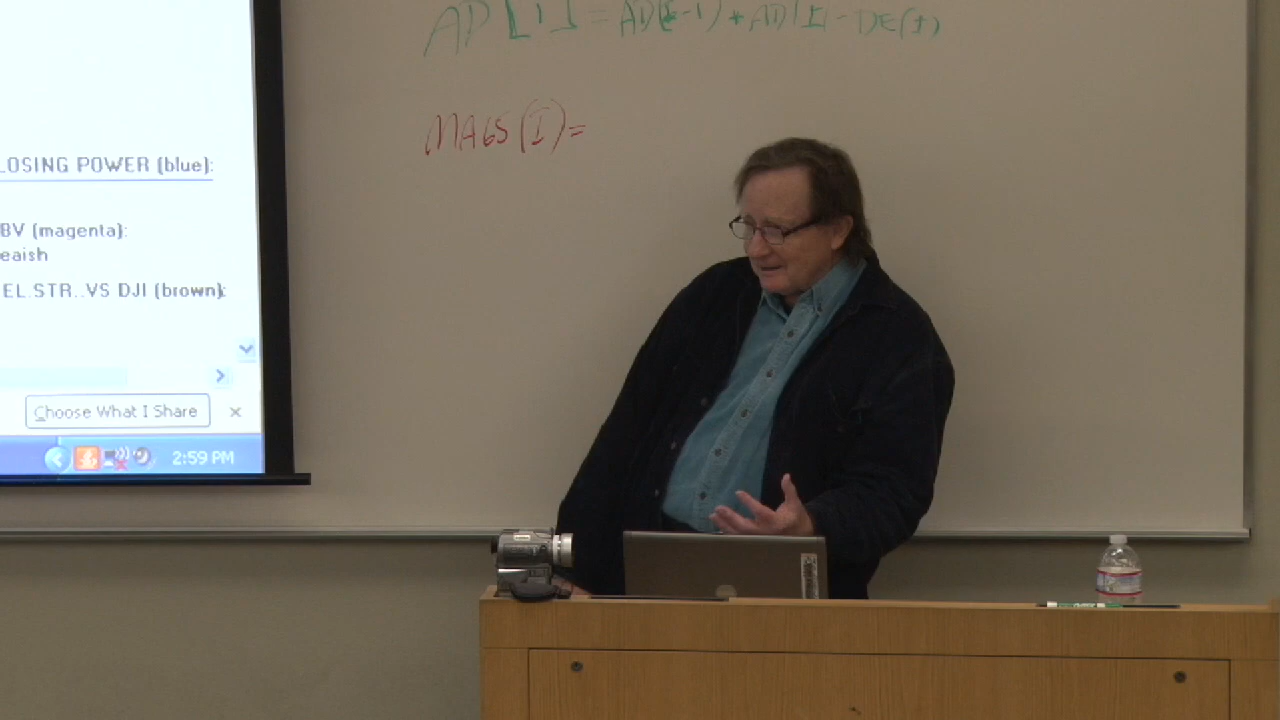 AD[I] = AD(I-1) + AD[I] - DE(I)
MAGS(I)=
LOSING POWER (blue):
BV (magenta):
eaish
EL.STR..VS DJI (brown):
Choose What I Share
2:59 PM